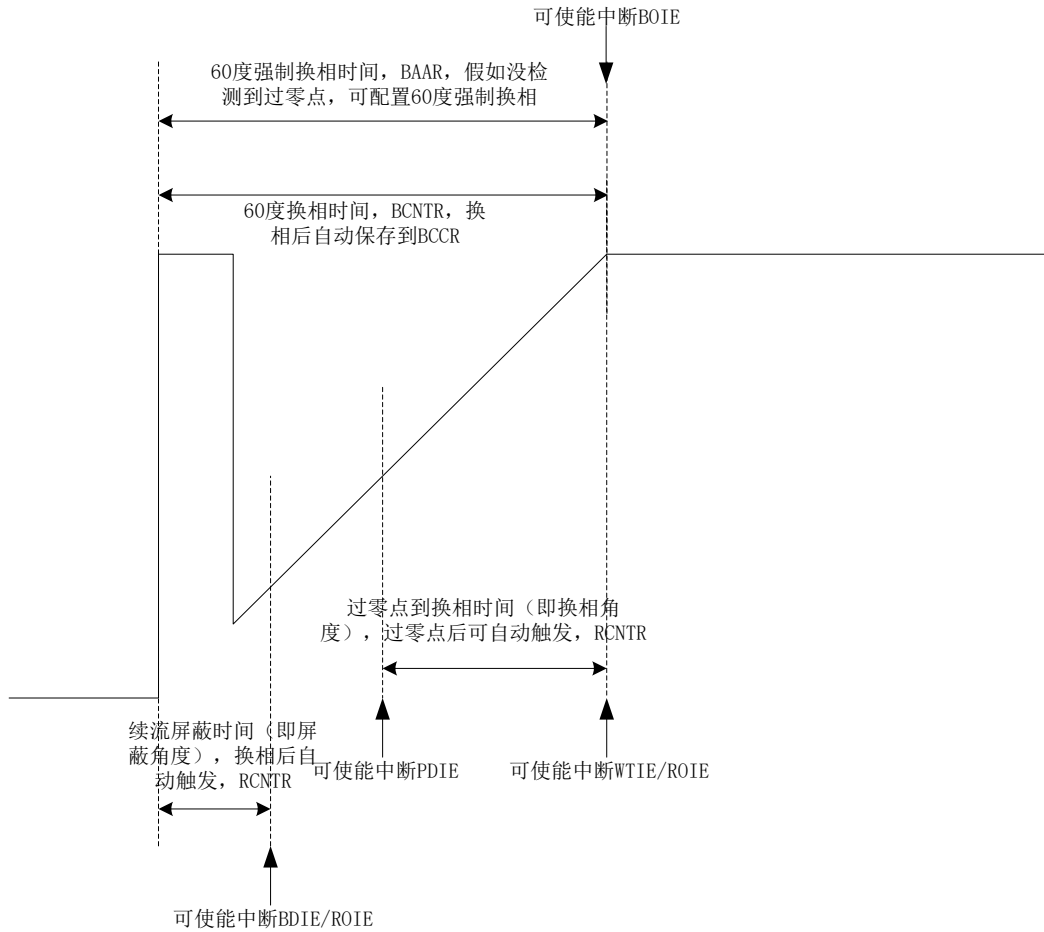 可使能中断BOIE
60度强制换相时间，BAAR，假如没检
测到过零点，可配置60度强制换相
60度换相时间，BCNTR，换
相后自动保存到BCCR
过零点到换相时间（即换相角
度），过零点后可自动触发，RCNTR
续流屏蔽时间（即屏
蔽角度），换相后自
动触发，RCNTR
可使能中断PDIE
可使能中断WTIE/ROIE
可使能中断BDIE/ROIE